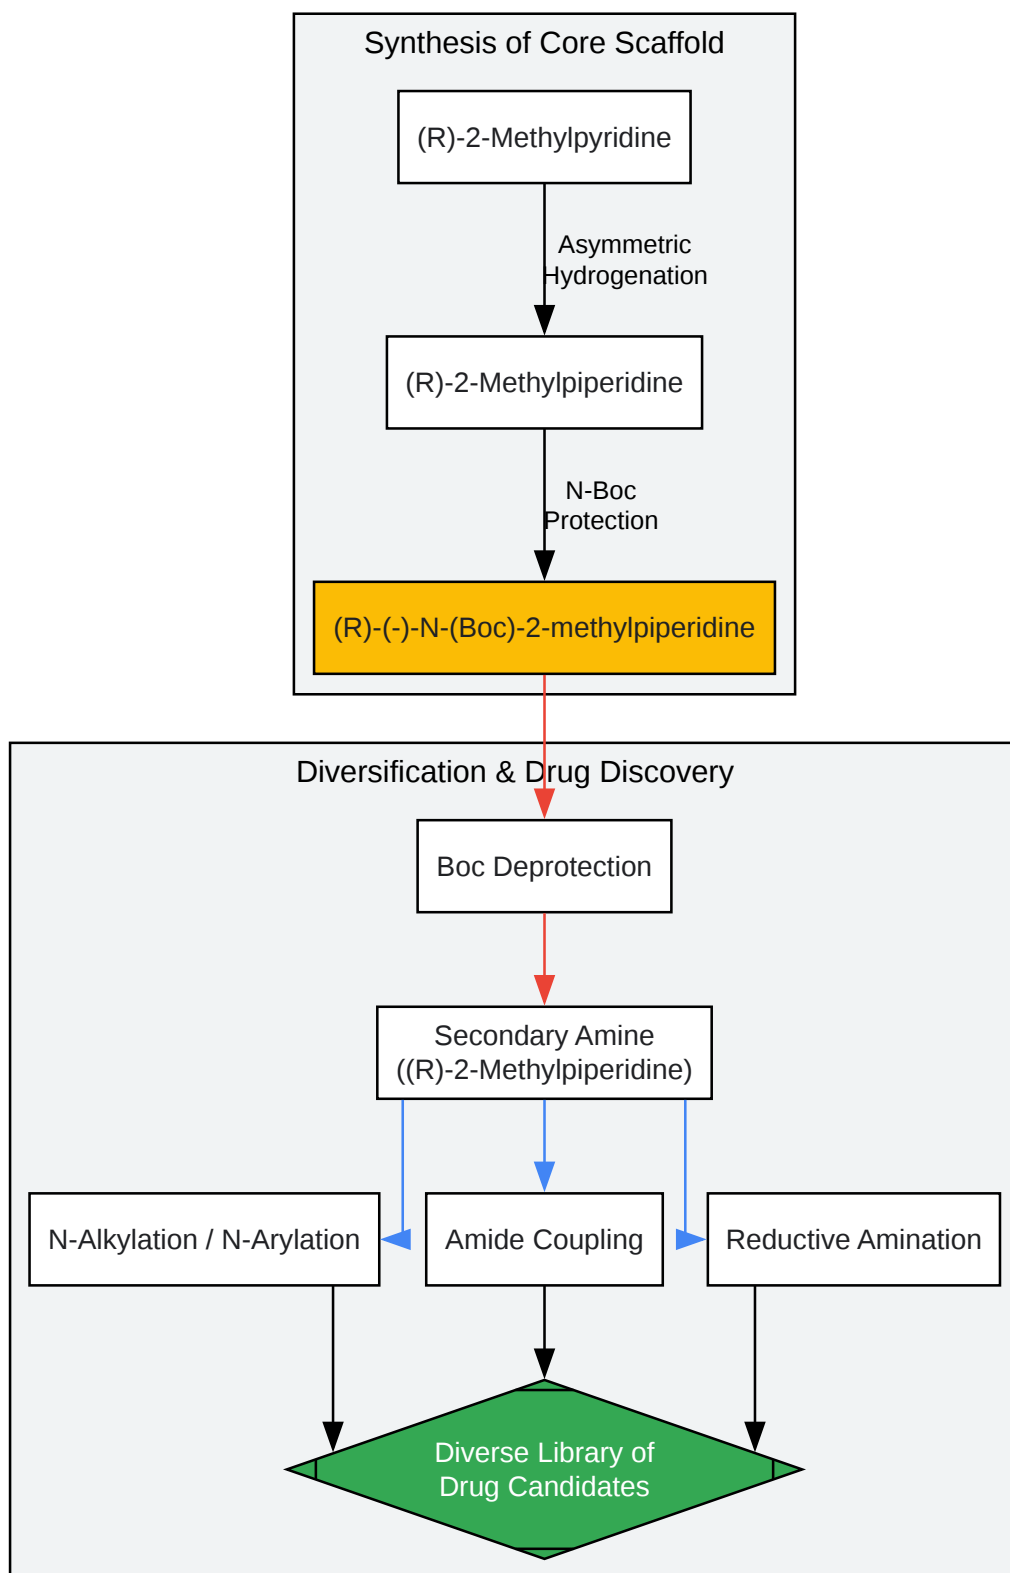 Synthesis of Core Scaffold
(R)-2-Methylpyridine
Asymmetric
Hydrogenation
(R)-2-Methylpiperidine
N-Boc
Protection
(R)-(-)-N-(Boc)-2-methylpiperidine
Diversification & Drug Discovery
Boc Deprotection
Secondary Amine
((R)-2-Methylpiperidine)
N-Alkylation / N-Arylation
Amide Coupling
Reductive Amination
Diverse Library of
Drug Candidates